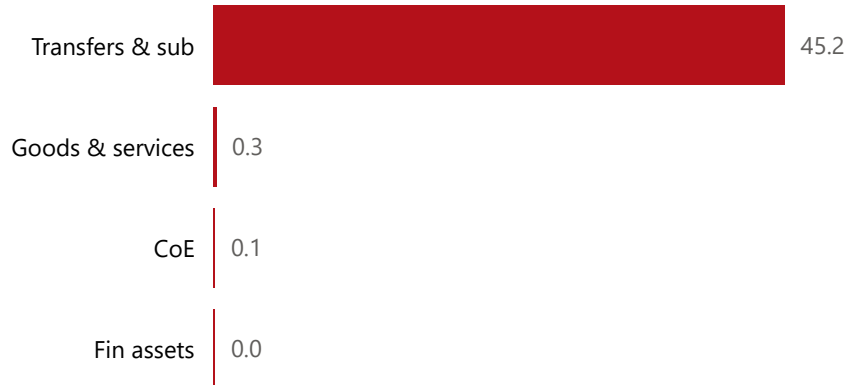 Transfers & sub 45.2
Goods & services 0.3
CoE 0.1
Fin assets 0.0